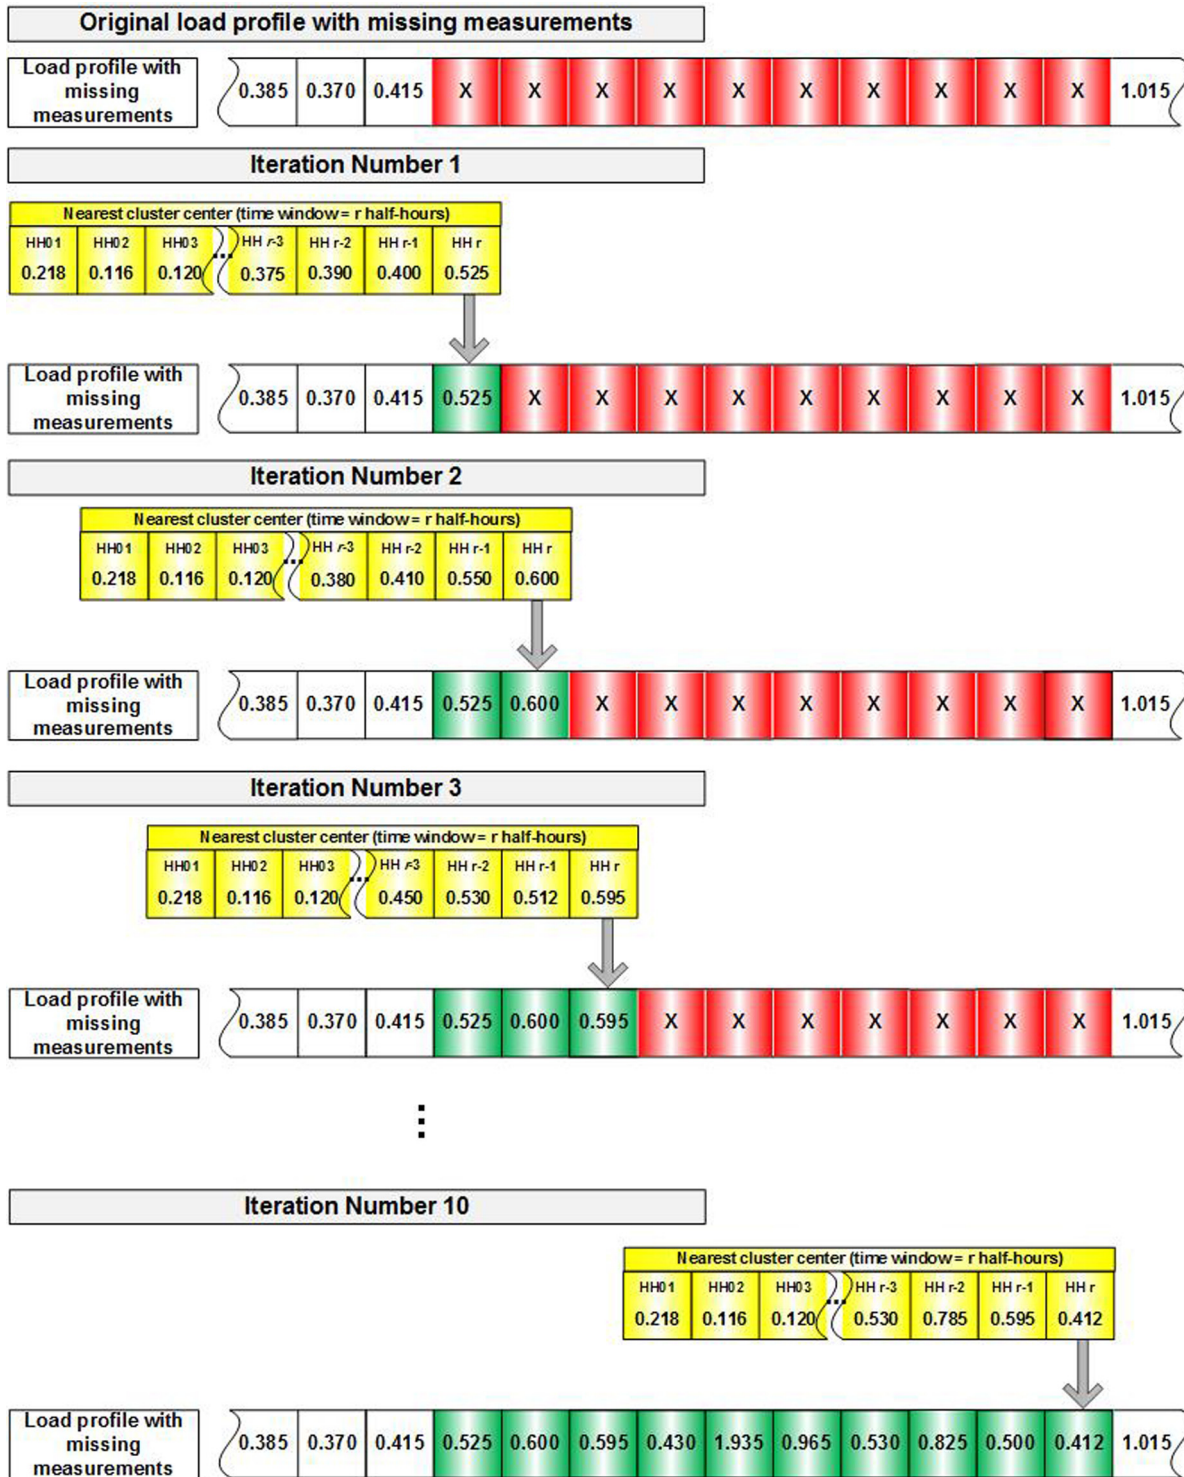 Original load profile with missing measurements
Load profile with
missing
measurements
0.385 0.370 0.415 X X X X X X X X X X 1.015
Iteration Number 1
Nearest cluster center (time window = r half-hours)
HH01 HH02 HH03 HH r-3 HH r-2 HH r-1 HH r
0.218 0.116 0.120 ... 0.375 0.390 0.400 0.525
Load profile with
missing
measurements
0.385 0.370 0.415 0.525 X X X X X X X X X 1.015
Iteration Number 2
Nearest cluster center (time window = r half-hours)
HH01 HH02 HH03 HH r-3 HH r-2 HH r-1 HH r
0.218 0.116 0.120 ... 0.380 0.410 0.550 0.600
Load profile with
missing
measurements
0.385 0.370 0.415 0.525 0.600 X X X X X X X X 1.015
Iteration Number 3
Nearest cluster center (time window = r half-hours)
HH01 HH02 HH03 HH r-3 HH r-2 HH r-1 HH r
0.218 0.116 0.120 ... 0.450 0.530 0.512 0.595
Load profile with
missing
measurements
0.385 0.370 0.415 0.525 0.600 0.595 X X X X X X X 1.015
⋮
Iteration Number 10
Nearest cluster center (time window = r half-hours)
HH01 HH02 HH03 HH r-3 HH r-2 HH r-1 HH r
0.218 0.116 0.120 ... 0.530 0.785 0.595 0.412
Load profile with
missing
measurements
0.385 0.370 0.415 0.525 0.600 0.595 0.430 1.935 0.965 0.530 0.825 0.500 0.412 1.015